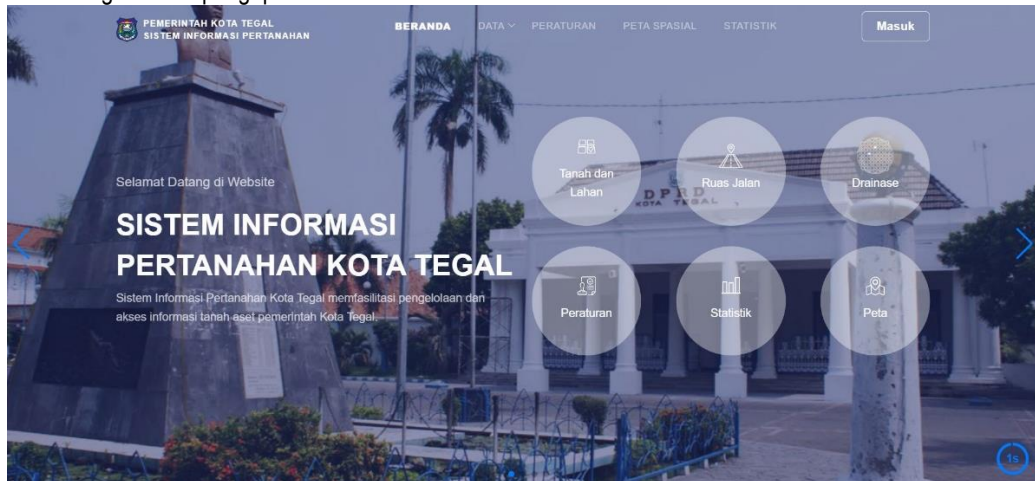 PEMERINTAH KOTA TEGAL
SISTEM INFORMASI PERTANAHAN
BERANDA DATA PERATURAN PETA SPASIAL STATISTIK Masuk
Selamat Datang di Website
SISTEM INFORMASI
PERTANAHAN KOTA TEGAL
Sistem Informasi Pertanahan Kota Tegal memfasilitasi pengelolaan dan
akses informasi tanah aset pemerintah Kota Tegal.
Tanah dan
Lahan
Ruas Jalan
Drainase
DPRD
KOTA TEGAL
Peraturan
Statistik
Peta
1s